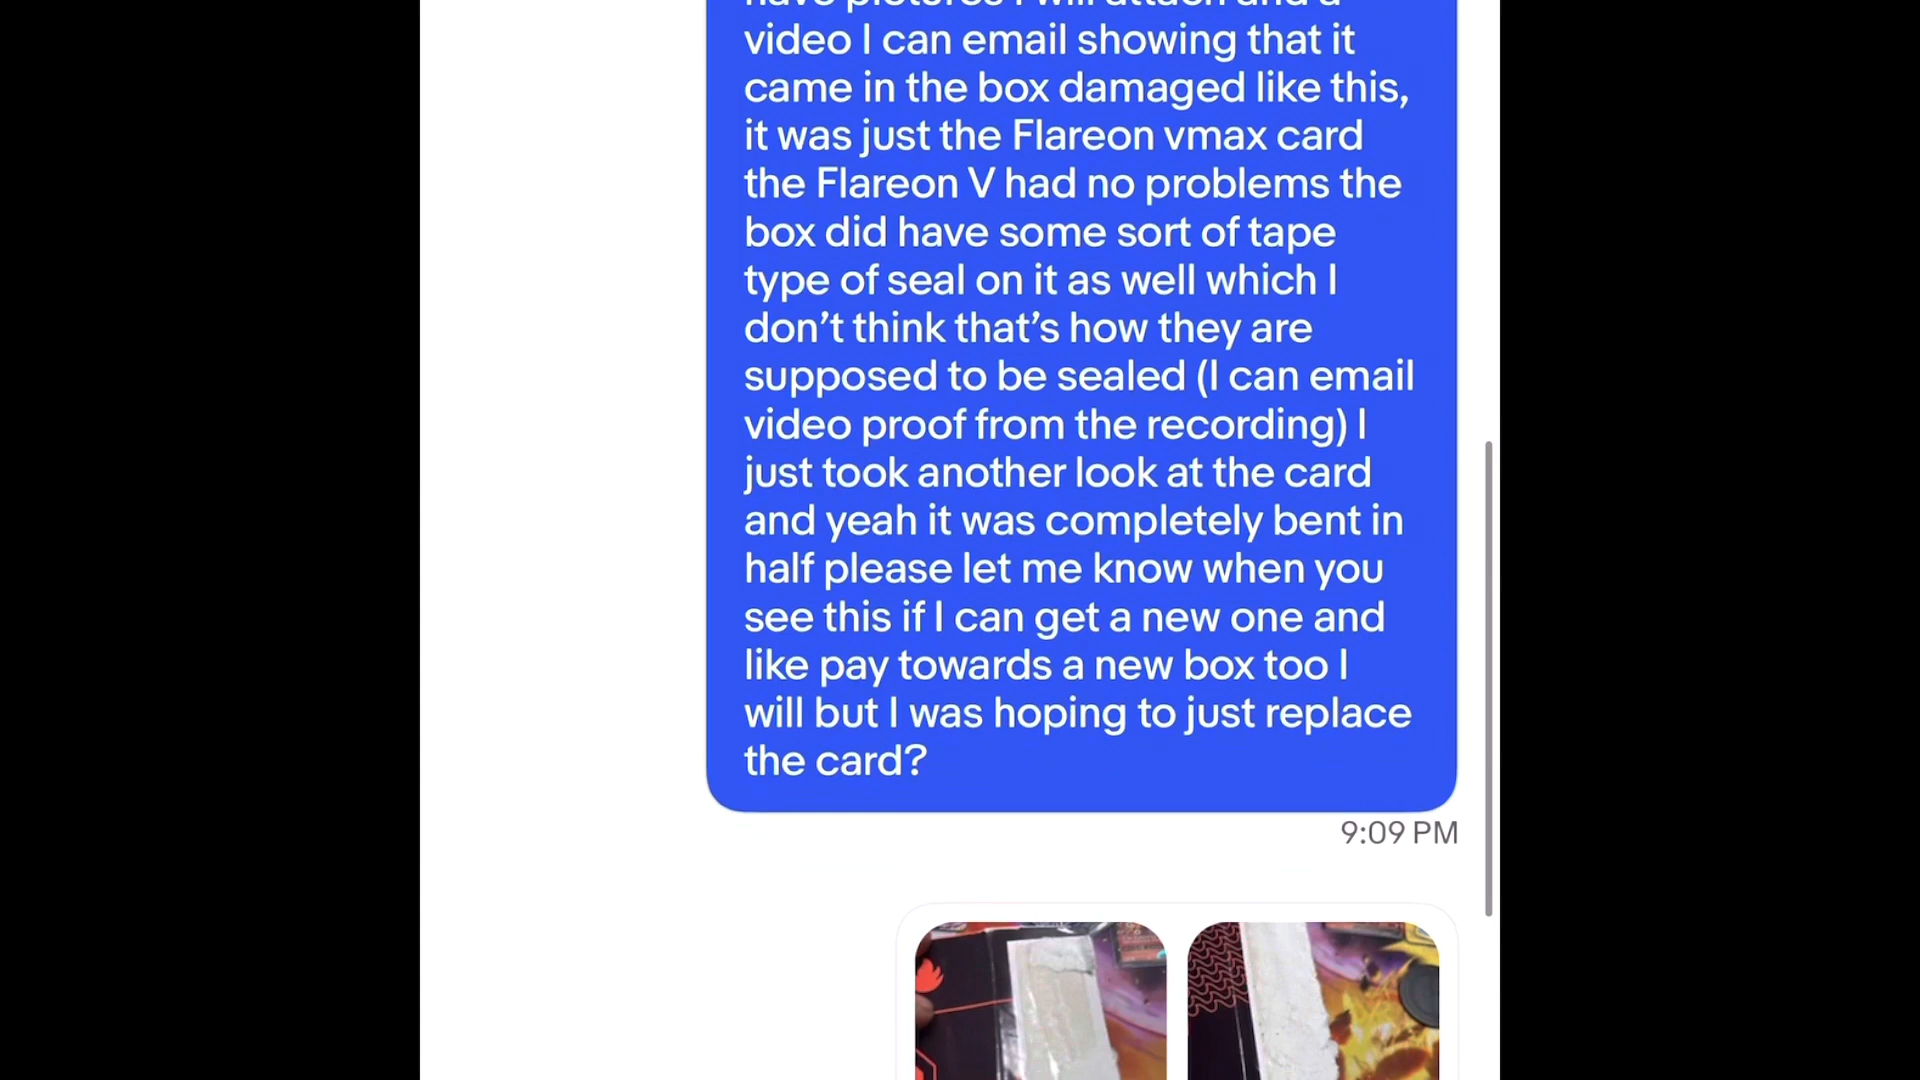 have pictures I will attach and a
video I can email showing that it
came in the box damaged like this,
it was just the Flareon vmax card
the Flareon V had no problems the
box did have some sort of tape
type of seal on it as well which I
don’t think that’s how they are
supposed to be sealed (I can email
video proof from the recording) I
just took another look at the card
and yeah it was completely bent in
half please let me know when you
see this if I can get a new one and
like pay towards a new box too I
will but I was hoping to just replace
the card?
9:09 PM